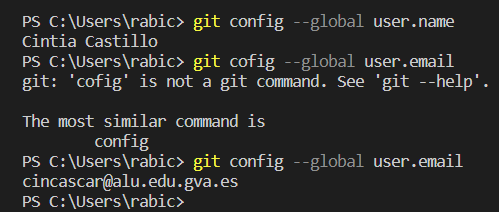 PS C:\Users\rabic> git config --global user.name
Cintia Castillo
PS C:\Users\rabic> git cofig --global user.email
git: 'cofig' is not a git command. See 'git --help'.
The most similar command is
        config
PS C:\Users\rabic> git config --global user.email
cincascar@alu.edu.gva.es
PS C:\Users\rabic>